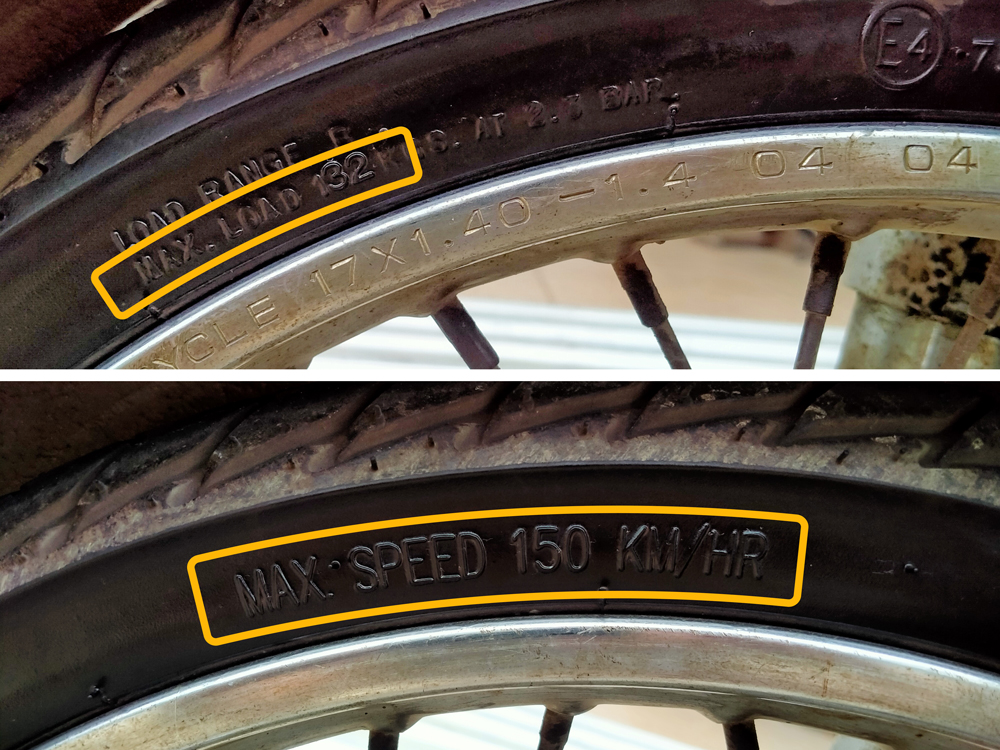 LOAD RANGE B
MAX. LOAD 132 KGS. AT 2.3 BAR.
E4
CYCLE 17X1.40 - 1.4 04 04
MAX. SPEED 150 KM/HR